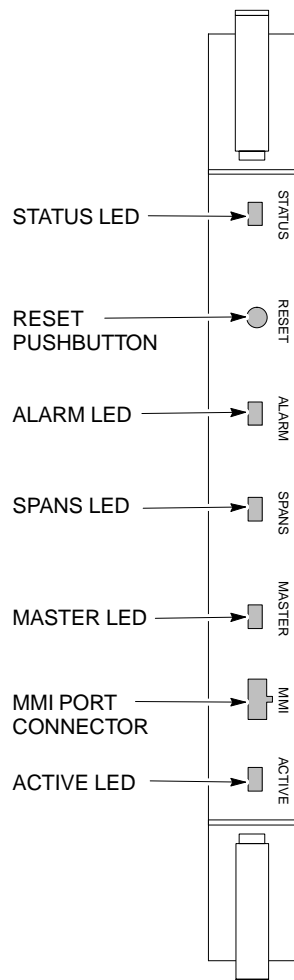 STATUS LED
STATUS
RESET
PUSHBUTTON
RESET
ALARM LED
ALARM
SPANS LED
SPANS
MASTER LED
MASTER
MMI PORT
CONNECTOR
MMI
ACTIVE LED
ACTIVE